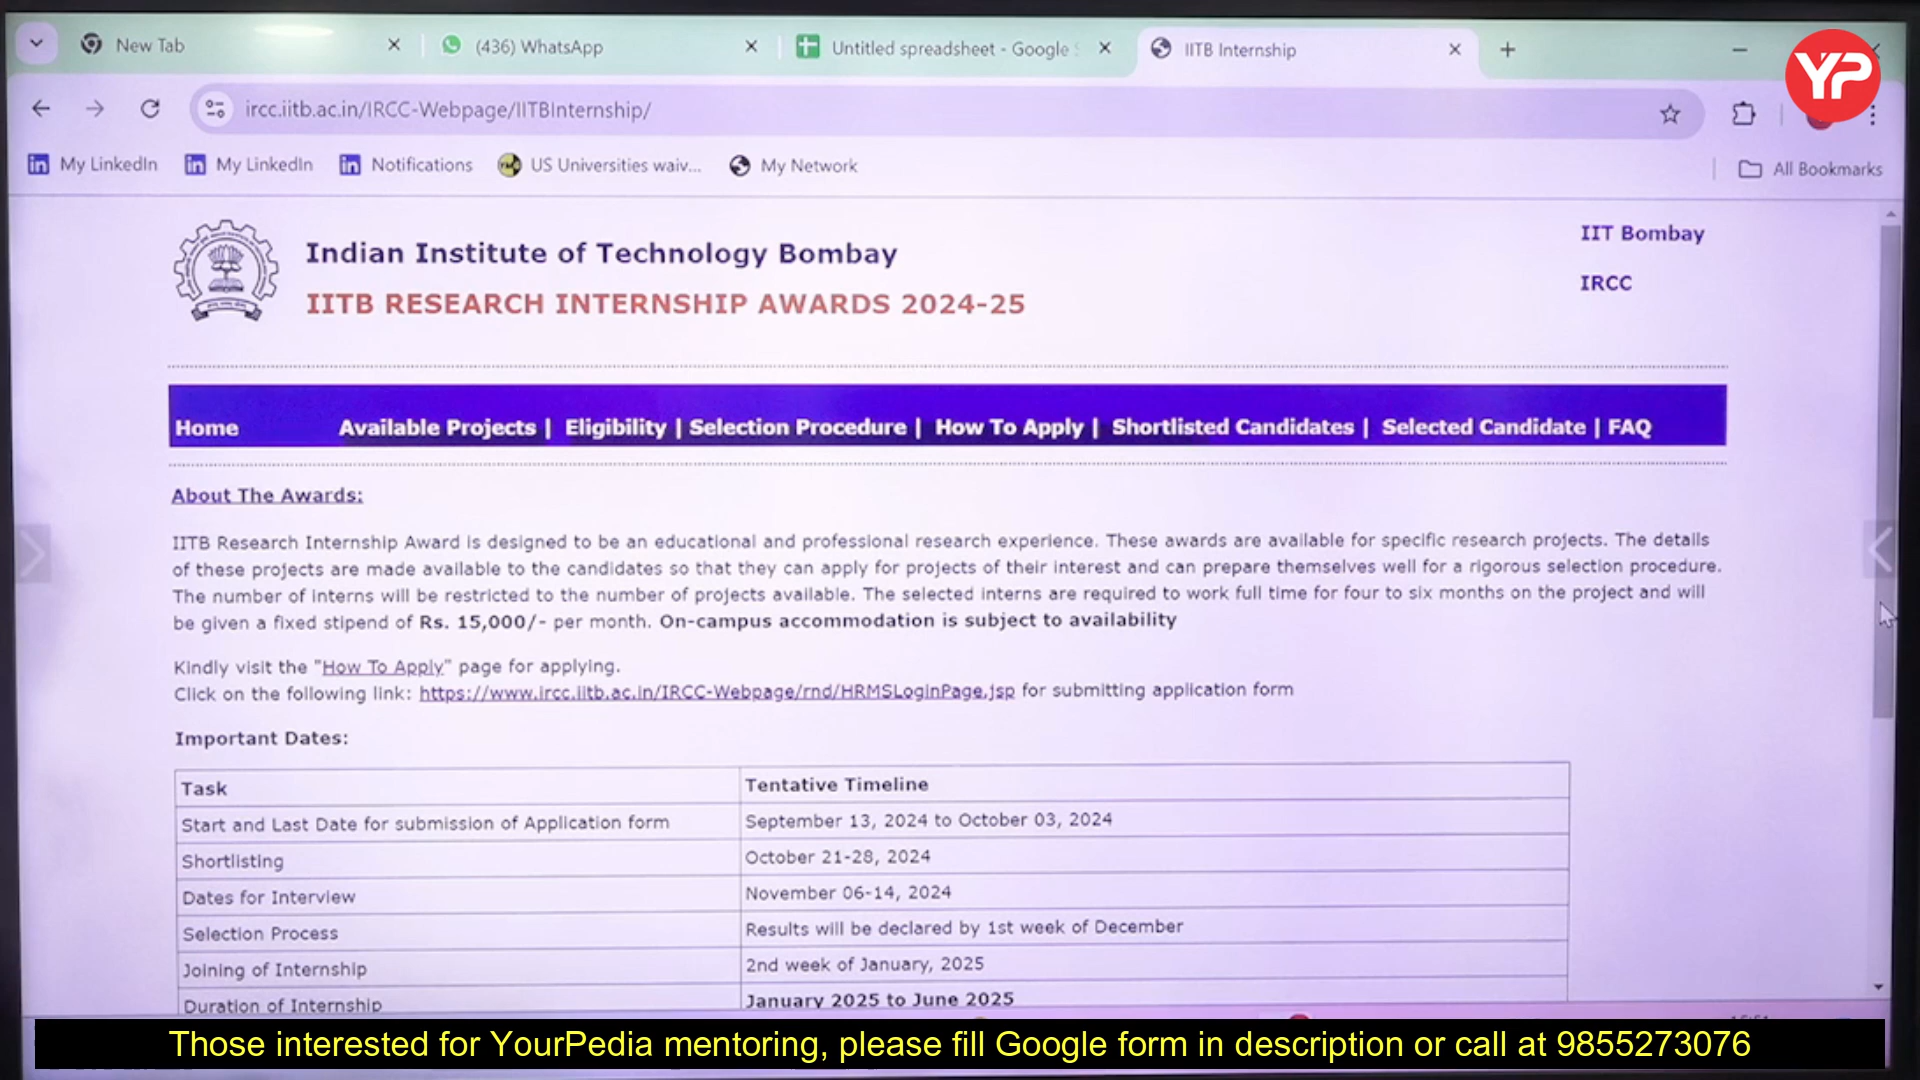 New Tab
(436) WhatsApp
Untitled spreadsheet - Google
IITB Internship
YP
ircc.iitb.ac.in/IRCC-Webpage/IITBInternship/
My LinkedIn
My LinkedIn
Notifications
US Universities waiv...
My Network
All Bookmarks
Indian Institute of Technology Bombay
IITB RESEARCH INTERNSHIP AWARDS 2024-25
IIT Bombay
IRCC
Home Available Projects | Eligibility | Selection Procedure | How To Apply | Shortlisted Candidates | Selected Candidate | FAQ
About The Awards:
IITB Research Internship Award is designed to be an educational and professional research experience. These awards are available for specific research projects. The details
of these projects are made available to the candidates so that they can apply for projects of their interest and can prepare themselves well for a rigorous selection procedure.
The number of interns will be restricted to the number of projects available. The selected interns are required to work full time for four to six months on the project and will
be given a fixed stipend of Rs. 15,000/- per month. On-campus accommodation is subject to availability
Kindly visit the "How To Apply" page for applying.
Click on the following link: https://www.ircc.iitb.ac.in/IRCC-Webpage/rnd/HRMSLoginPage.jsp for submitting application form
Important Dates:
Task Tentative Timeline
Start and Last Date for submission of Application form September 13, 2024 to October 03, 2024
Shortlisting October 21-28, 2024
Dates for Interview November 06-14, 2024
Selection Process Results will be declared by 1st week of December
Joining of Internship 2nd week of January, 2025
Duration of Internship January 2025 to June 2025
Those interested for YourPedia mentoring, please fill Google form in description or call at 9855273076